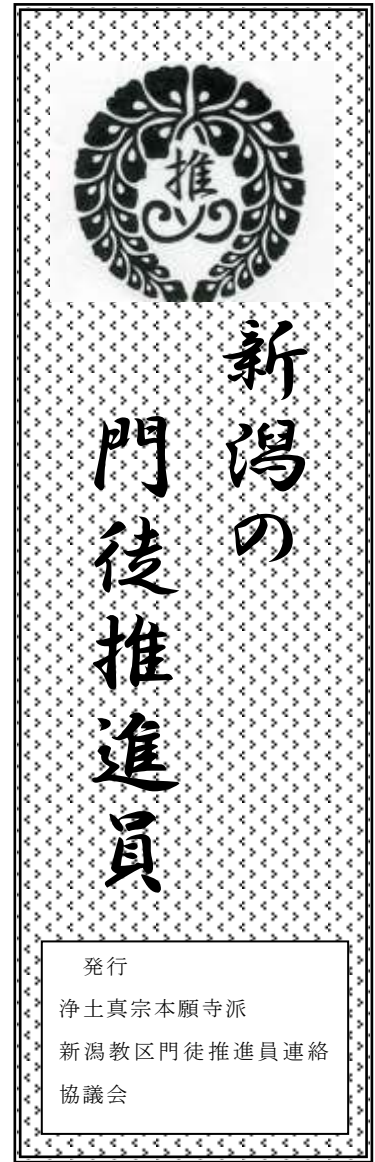 推
新潟の
門徒推進員
発行
浄土真宗本願寺派
新潟教区門徒推進員連絡
協議会